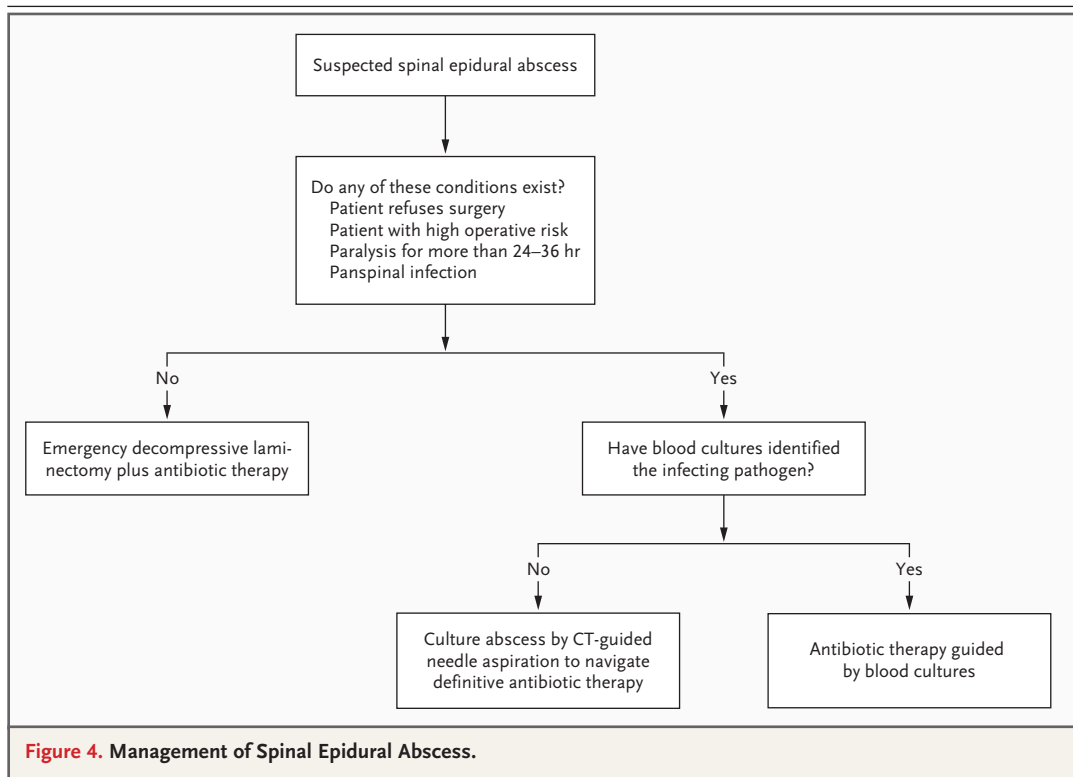 Suspected spinal epidural abscess
Do any of these conditions exist?
Patient refuses surgery
Patient with high operative risk
Paralysis for more than 24–36 hr
Panspinal infection
No
Yes
Emergency decompressive lami-
nectomy plus antibiotic therapy
Have blood cultures identified
the infecting pathogen?
No
Yes
Culture abscess by CT-guided
needle aspiration to navigate
definitive antibiotic therapy
Antibiotic therapy guided
by blood cultures
Figure 4. Management of Spinal Epidural Abscess.